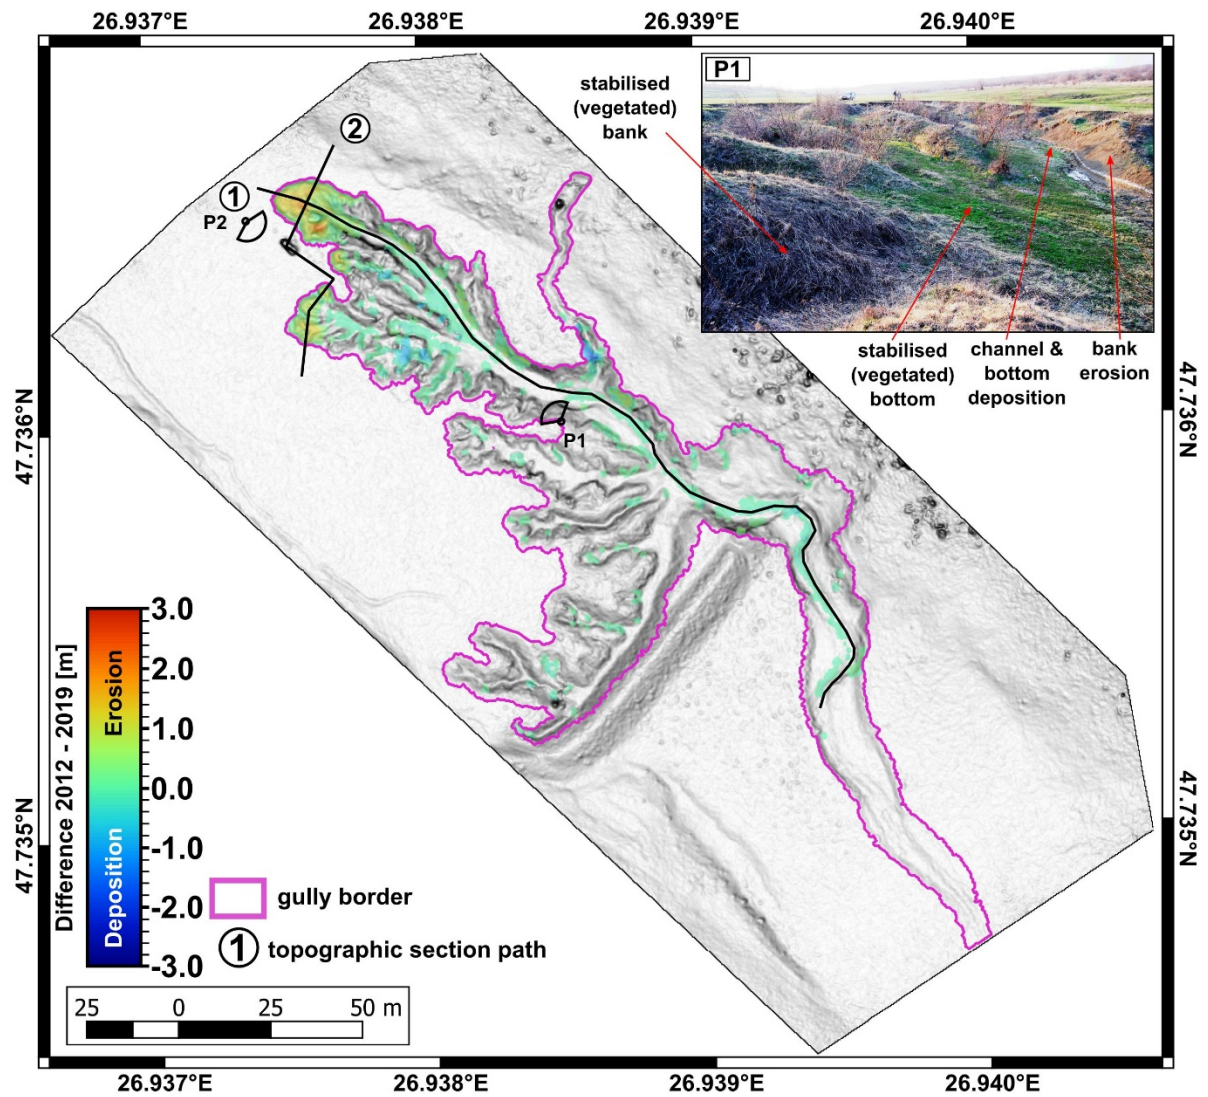 26.937°E
26.938°E
26.939°E
26.940°E
P1
stabilised
(vegetated)
bank
2
1
P2
stabilised
(vegetated)
bottom
channel &
bottom
deposition
bank
erosion
P1
47.736°N
47.736°N
47.735°N
47.735°N
Difference 2012 - 2019 [m]
Erosion
Deposition
3.0
2.0
1.0
0.0
-1.0
-2.0
-3.0
gully border
1 topographic section path
25 0 25 50 m
26.937°E
26.938°E
26.939°E
26.940°E